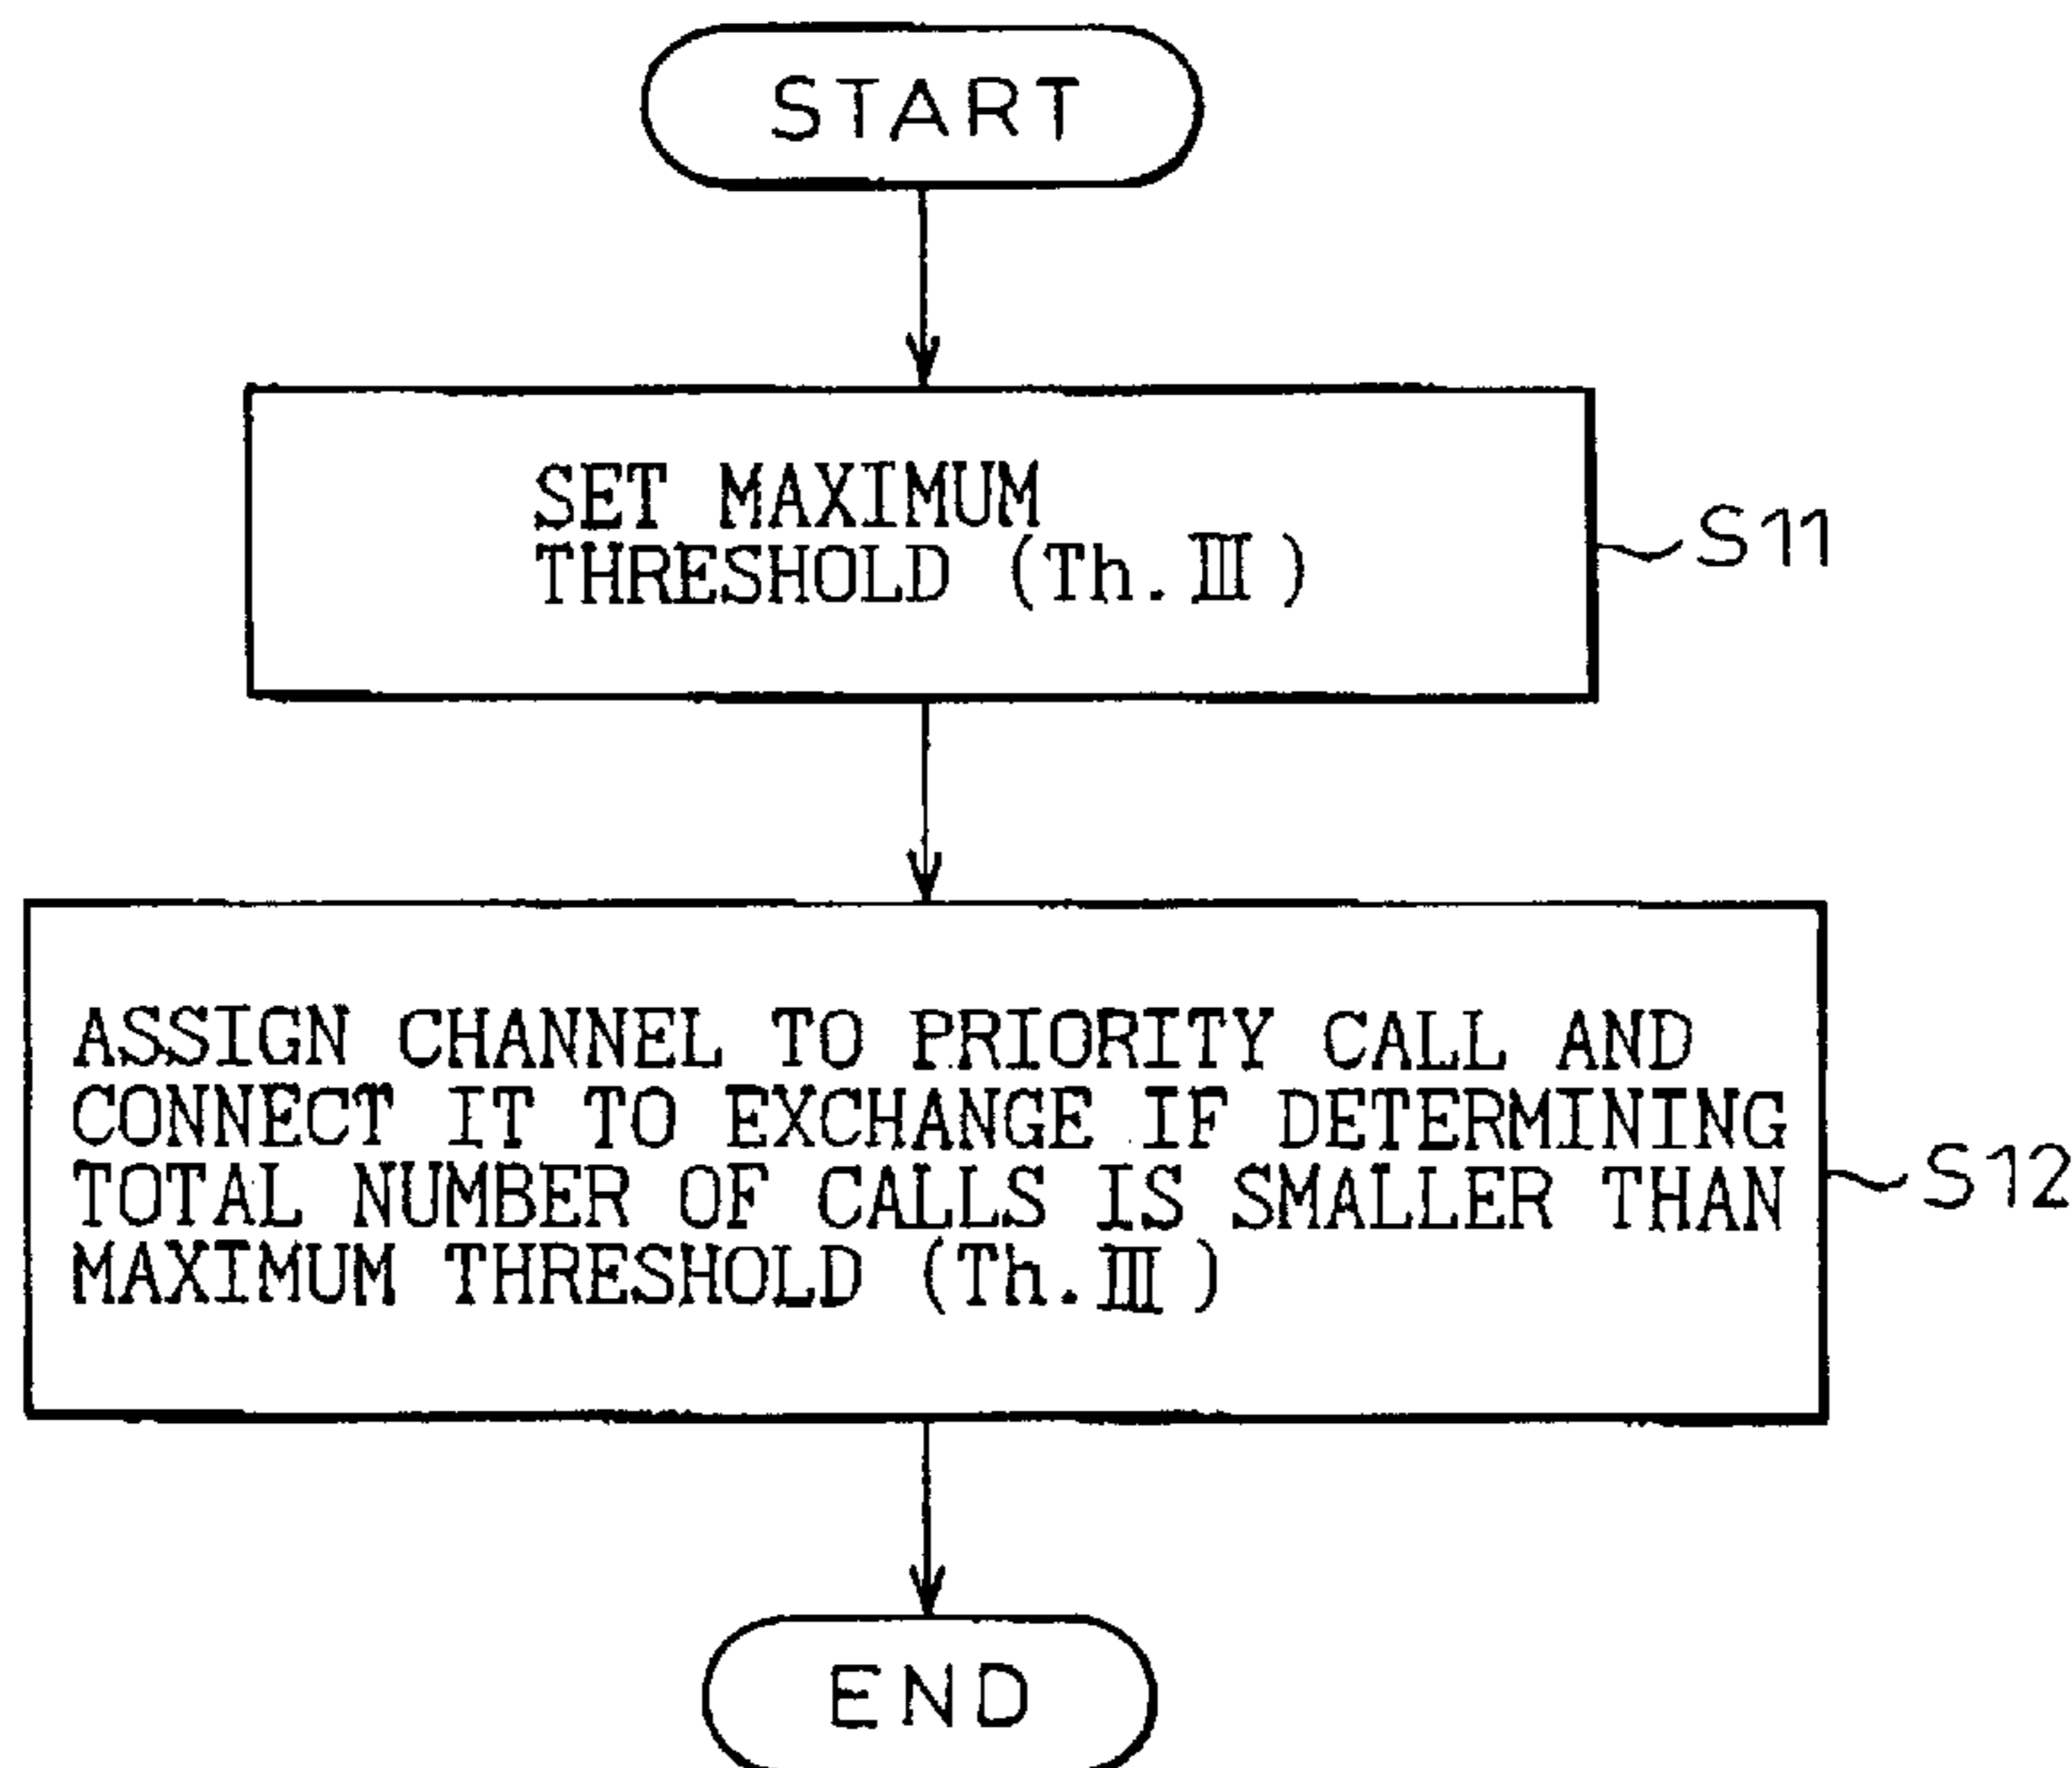 START
SET MAXIMUM
THRESHOLD (Th. III)
S11
ASSIGN CHANNEL TO PRIORITY CALL AND
CONNECT IT TO EXCHANGE IF DETERMINING
TOTAL NUMBER OF CALLS IS SMALLER THAN
MAXIMUM THRESHOLD (Th. III)
S12
END